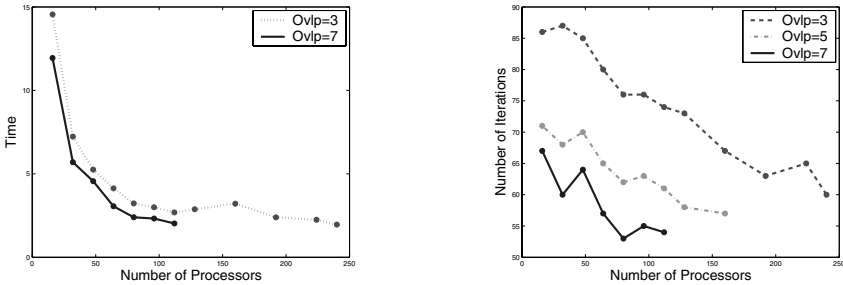 15
10
5
0
0
50
100
150
200
250
Time
Number of Processors
Ovlp=3
Ovlp=7
90
85
80
75
70
65
60
55
50
0
50
100
150
200
250
Number of Iterations
Number of Processors
Ovlp=3
Ovlp=5
Ovlp=7